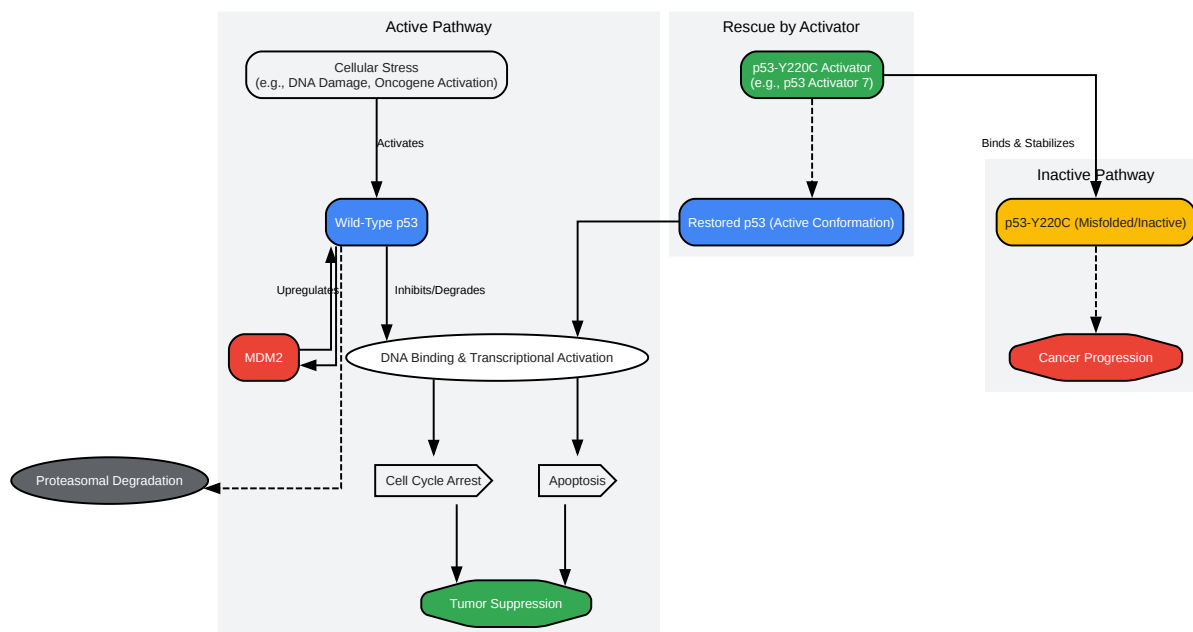 Active Pathway
Rescue by Activator
Cellular Stress
(e.g., DNA Damage, Oncogene Activation)
p53-Y220C Activator
(e.g., p53 Activator 7)
Activates
Binds & Stabilizes
Inactive Pathway
Wild-Type p53
Restored p53 (Active Conformation)
p53-Y220C (Misfolded/Inactive)
Upregulates
Inhibits/Degrades
MDM2
DNA Binding & Transcriptional Activation
Cancer Progression
Proteasomal Degradation
Cell Cycle Arrest
Apoptosis
Tumor Suppression